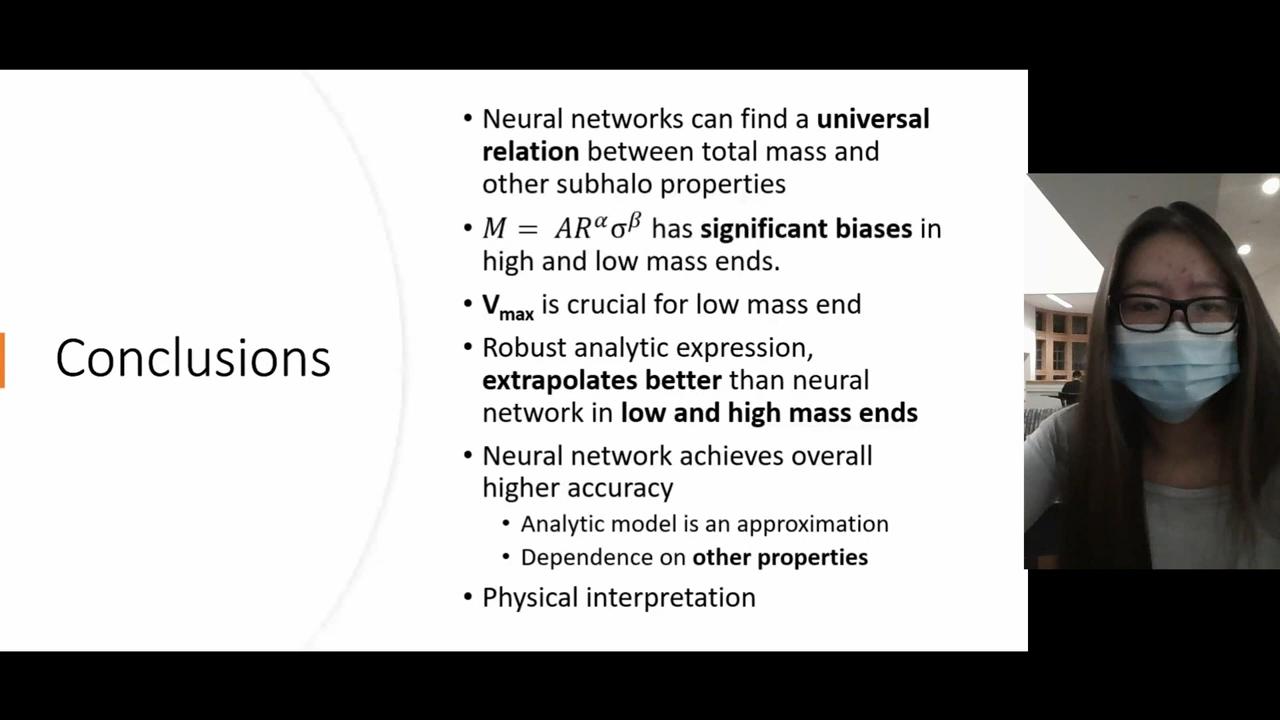 Conclusions
• Neural networks can find a universal
relation between total mass and
other subhalo properties
• M = AR^α σ^β has significant biases in
high and low mass ends.
• Vmax is crucial for low mass end
• Robust analytic expression,
extrapolates better than neural
network in low and high mass ends
• Neural network achieves overall
higher accuracy
• Analytic model is an approximation
• Dependence on other properties
• Physical interpretation